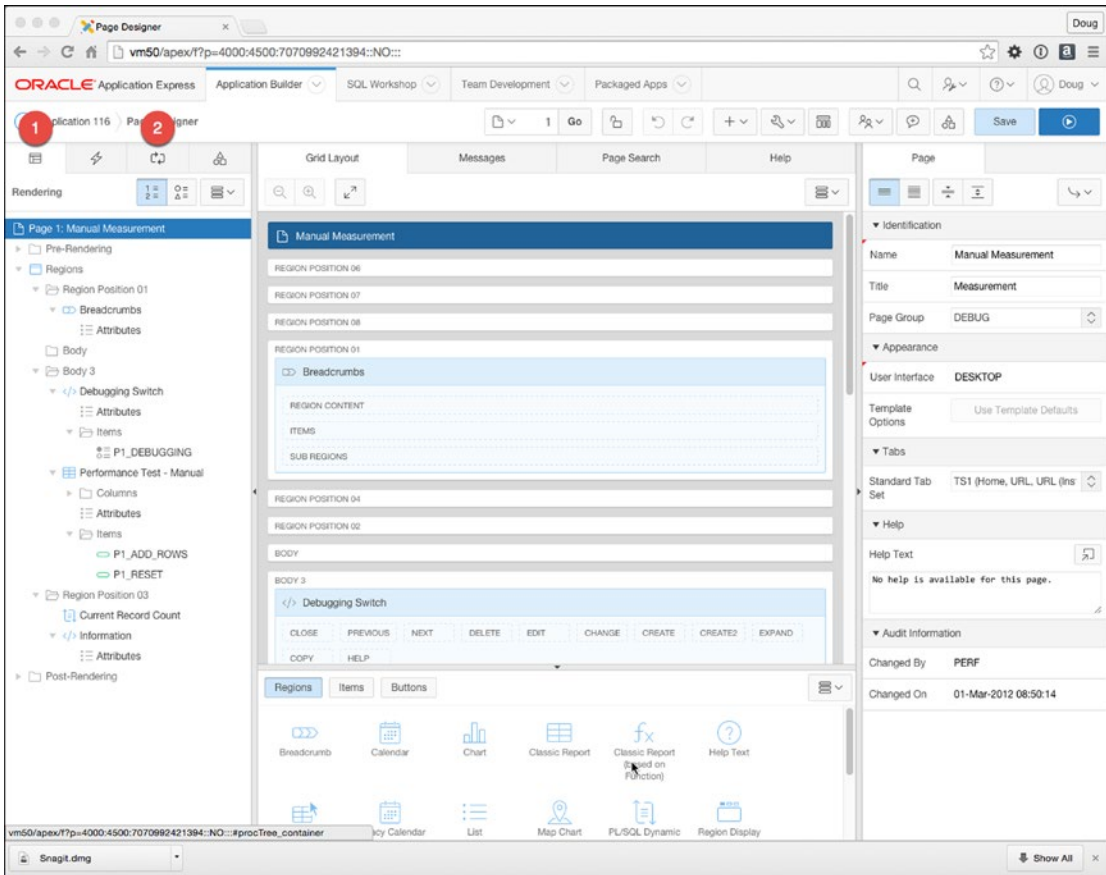 Page Designer
Doug
vm50/apex/f?p=4000:4500:7070992421394::NO:::
ORACLE Application Express
Application Builder
SQL Workshop
Team Development
Packaged Apps
Doug
1
plication 116
2
1
Go
Save
Grid Layout
Messages
Page Search
Help
Page
Rendering
Page 1: Manual Measurement
Pre-Rendering
Regions
Region Position 01
Breadcrumbs
Attributes
Body
Body 3
Debugging Switch
Attributes
Items
P1_DEBUGGING
Performance Test - Manual
Columns
Attributes
Items
P1_ADD_ROWS
P1_RESET
Region Position 03
Current Record Count
Information
Attributes
Post-Rendering
Manual Measurement
REGION POSITION 06
REGION POSITION 07
REGION POSITION 08
REGION POSITION 01
Breadcrumbs
REGION CONTENT
ITEMS
SUB REGIONS
REGION POSITION 04
REGION POSITION 02
BODY
BODY 3
Debugging Switch
CLOSE PREVIOUS NEXT DELETE EDIT CHANGE CREATE CREATE2 EXPAND
COPY HELP
Regions Items Buttons
Breadcrumb
Calendar
Chart
Classic Report
Classic Report (based on Function)
Help Text
acy Calendar
List
Map Chart
PL/SQL Dynamic
Region Display
Identification
Name Manual Measurement
Title Measurement
Page Group DEBUG
Appearance
User Interface DESKTOP
Template Options
Use Template Defaults
Tabs
Standard Tab Set
TS1 (Home, URL, URL (Ins
Help
Help Text
No help is available for this page.
Audit Information
Changed By PERF
Changed On 01-Mar-2012 08:50:14
vm50/apex/f?p=4000:4500:7070992421394::NO:::#procTree_container
Snagit.dmg
Show All